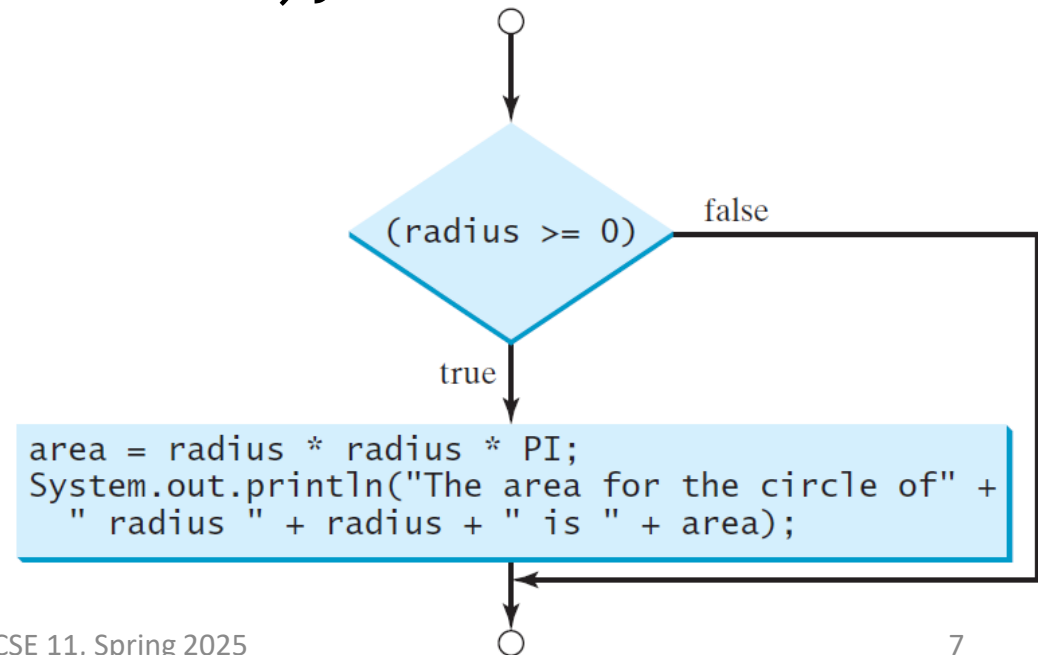 (radius >= 0)
false
true
area = radius * radius * PI;
System.out.println("The area for the circle of" +
" radius " + radius + " is " + area);
CSE 11, Spring 2025
7